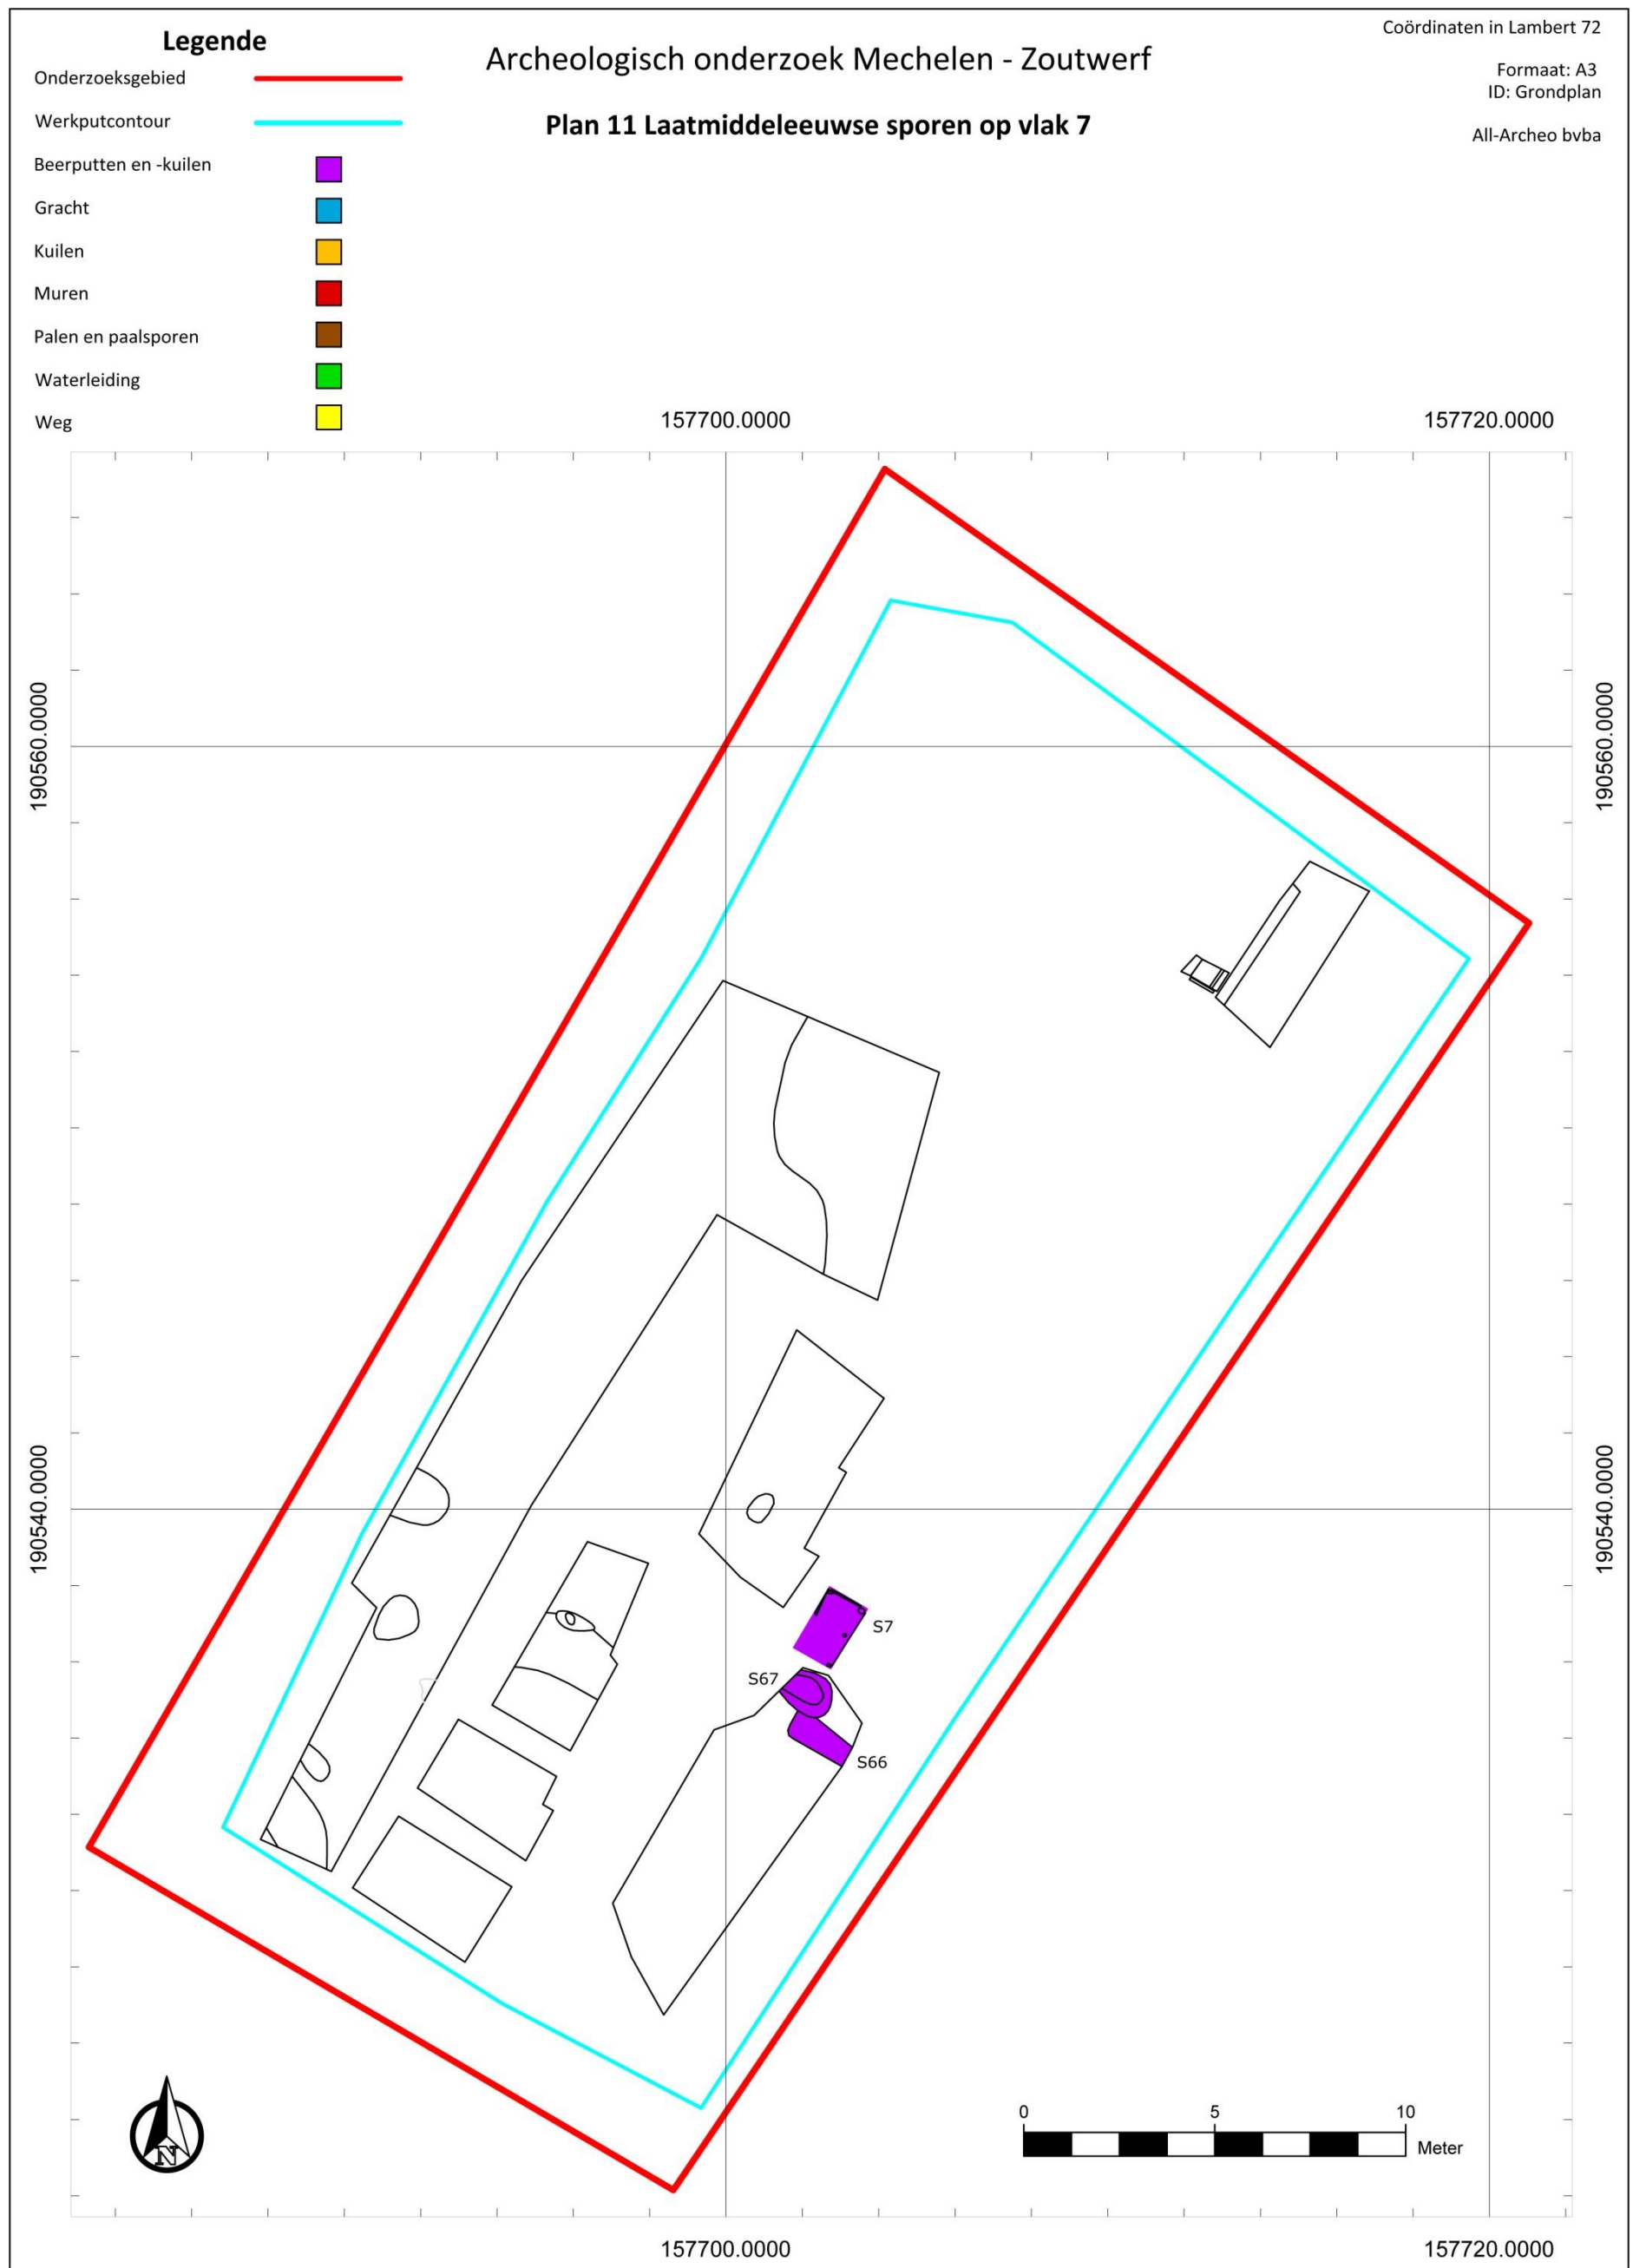 Legende
Onderzoeksgebied
Werkputcontour
Beerputten en -kuilen
Gracht
Kuilen
Muren
Palen en paalsporen
Waterleiding
Weg
Archeologisch onderzoek Mechelen - Zoutwerf
Plan 11 Laatmiddeleeuwse sporen op vlak 7
Coördinaten in Lambert 72
Formaat: A3
ID: Grondplan
All-Archeo bvba
157700.0000
157720.0000
190560.0000
190560.0000
190540.0000
190540.0000
S7
S67
S66
N
0
5
10
Meter
157700.0000
157720.0000